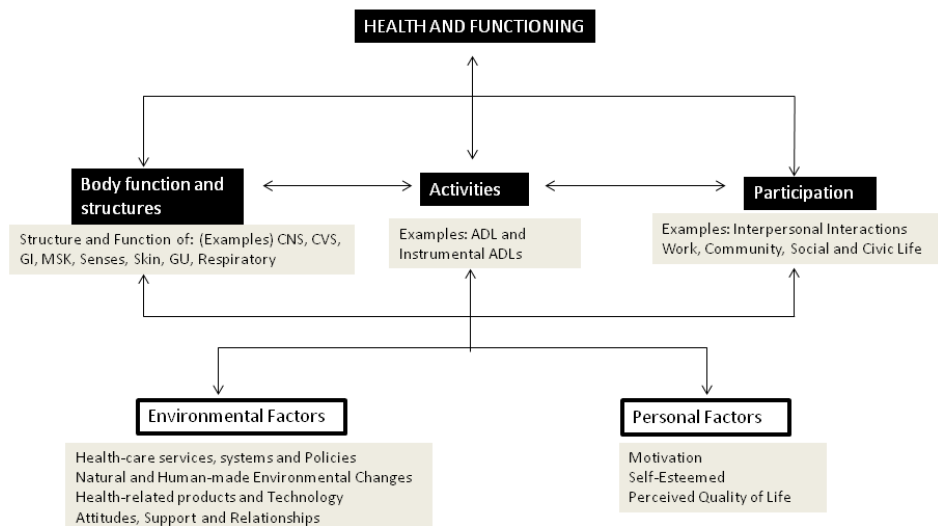 HEALTH AND FUNCTIONING
Body function and
structures
Structure and Function of: (Examples) CNS, CVS,
GI, MSK, Senses, Skin, GU, Respiratory
Activities
Examples: ADL and
Instrumental ADLs
Participation
Examples: Interpersonal Interactions
Work, Community, Social and Civic Life
Environmental Factors
Health-care services, systems and Policies
Natural and Human-made Environmental Changes
Health-related products and Technology
Attitudes, Support and Relationships
Personal Factors
Motivation
Self-Esteemed
Perceived Quality of Life